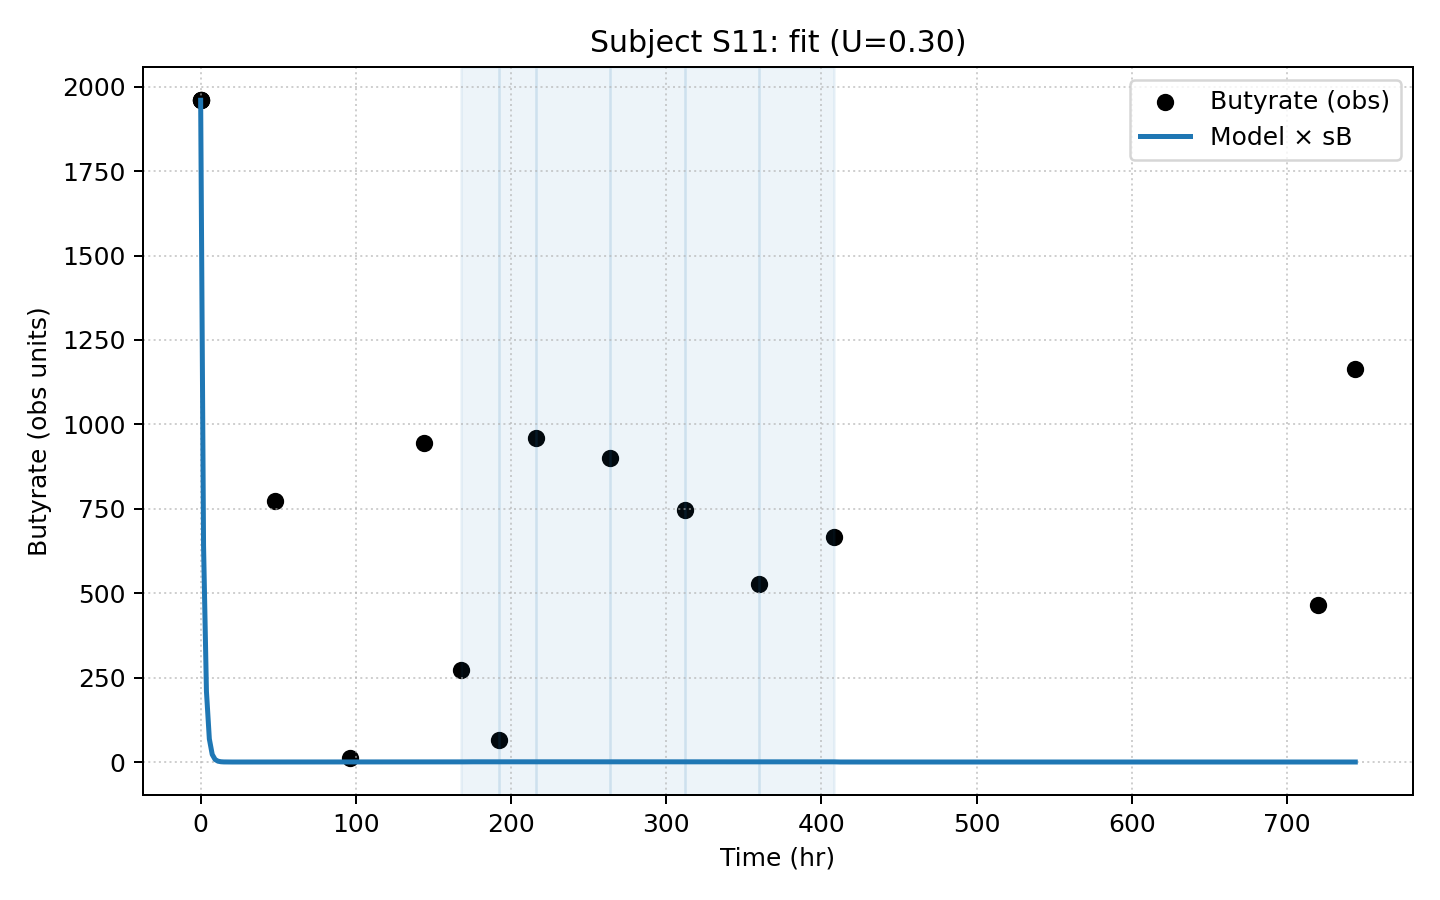 Subject S11: fit (U=0.30)
Butyrate (obs)
Model × sB
2000
1750
1500
1250
1000
750
500
250
0
Butyrate (obs units)
0 100 200 300 400 500 600 700
Time (hr)